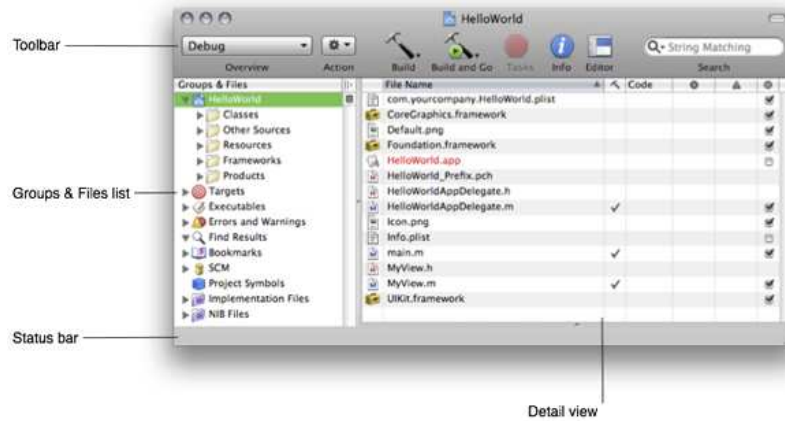 HelloWorld
Toolbar
Debug
String Matching
Overview
Action
Build
Build and Go
Tasks
Info
Editor
Search
Groups & Files
HelloWorld
Classes
Other Sources
Resources
Frameworks
Products
Groups & Files list
Targets
Executables
Errors and Warnings
Find Results
Bookmarks
SCM
Project Symbols
Implementation Files
NIB Files
File Name
Code
com.yourcompany.HelloWorld.plist
CoreGraphics.framework
Default.png
Foundation.framework
HelloWorld.app
HelloWorld_Prefix.pch
HelloWorldAppDelegate.h
HelloWorldAppDelegate.m
Icon.png
Info.plist
main.m
MyView.h
MyView.m
UIKit.framework
Status bar
Detail view